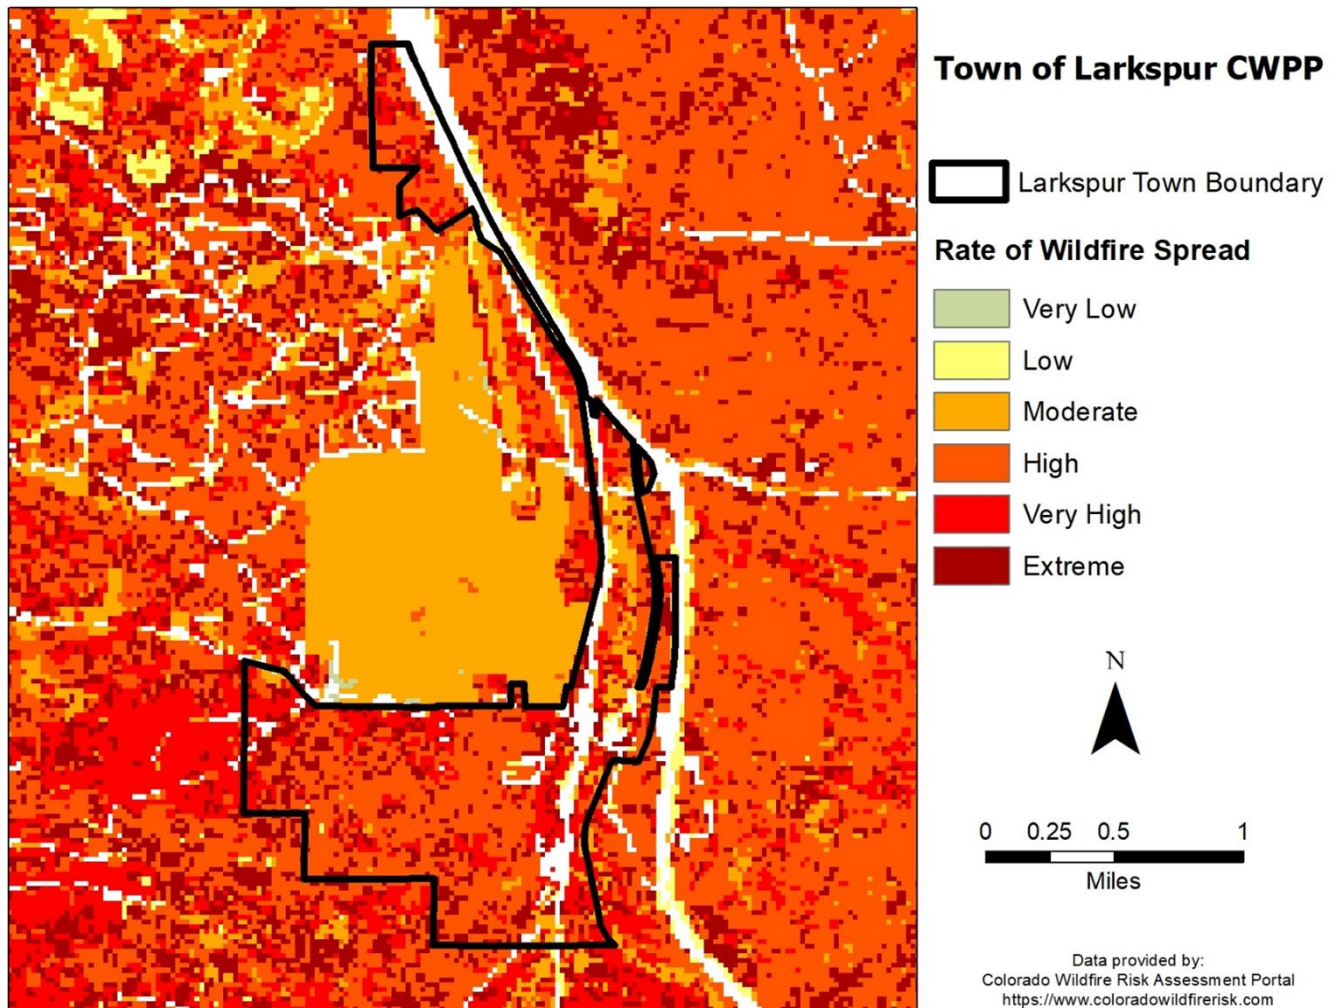 Town of Larkspur CWPP
Larkspur Town Boundary
Rate of Wildfire Spread
Very Low
Low
Moderate
High
Very High
Extreme
N
0 0.25 0.5 1
Miles
Data provided by:
Colorado Wildfire Risk Assessment Portal
https://www.coloradowildfirerisk.com